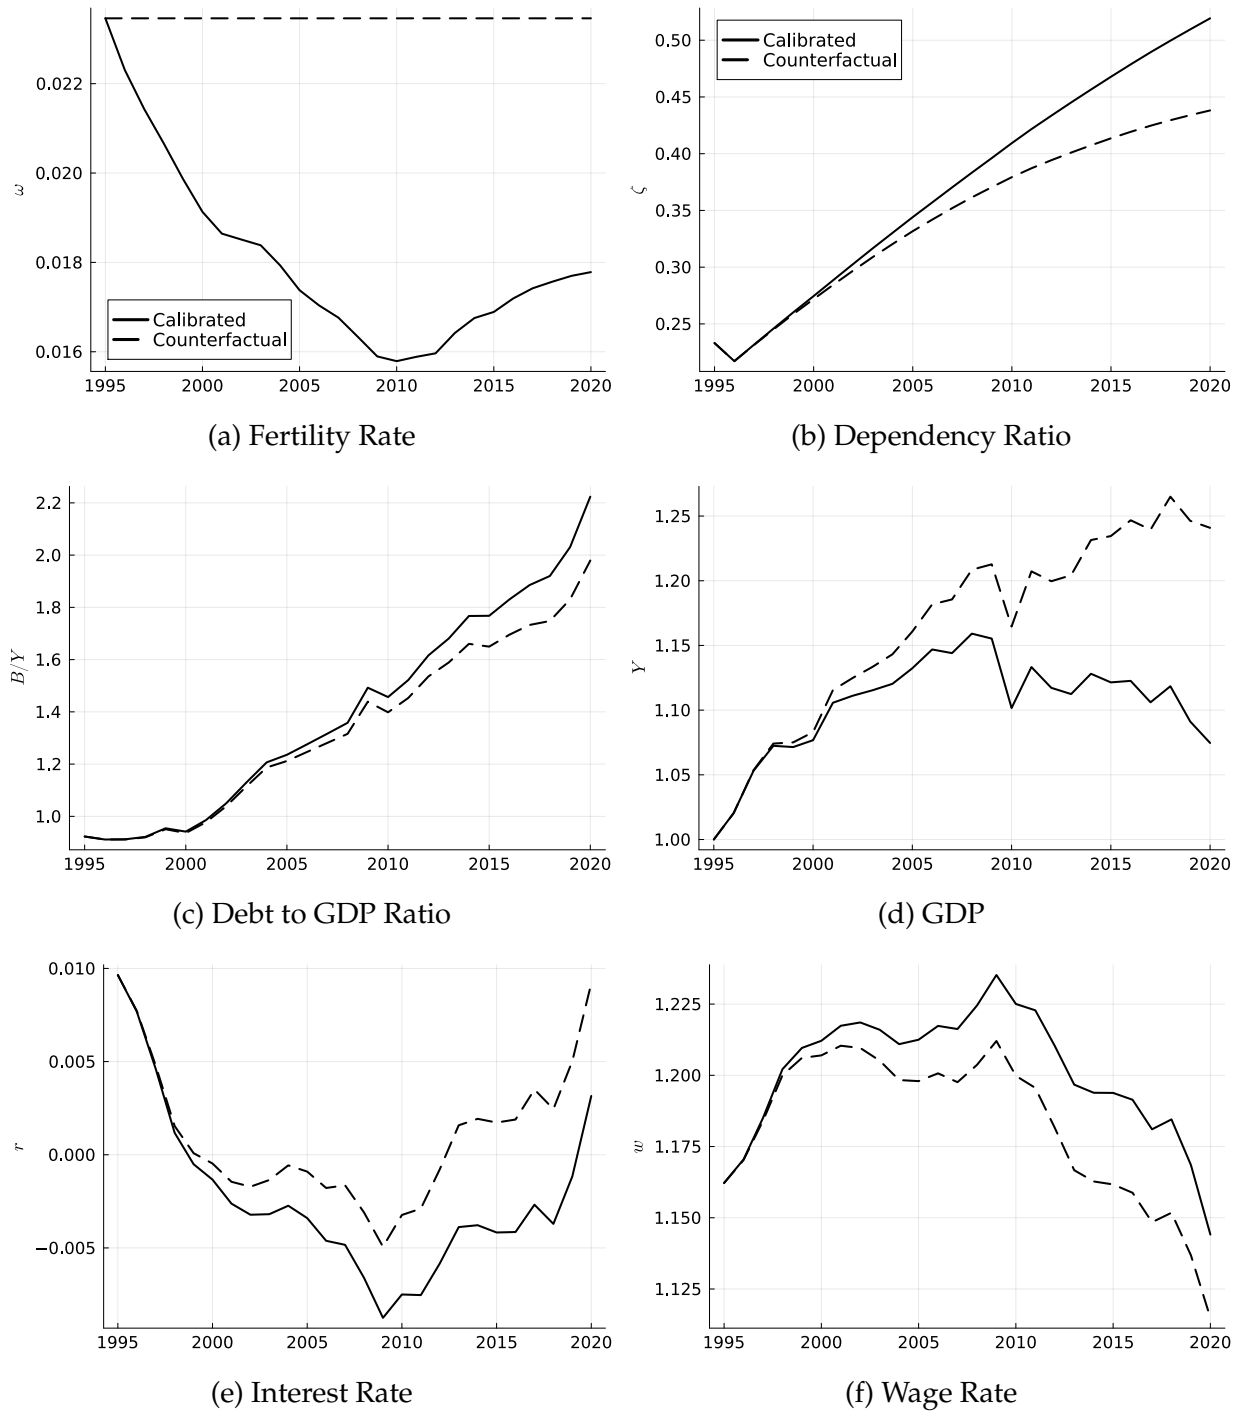 0.022
0.020
0.018
0.016
ω
Calibrated
Counterfactual
1995 2000 2005 2010 2015 2020
(a) Fertility Rate
0.50
0.45
0.40
0.35
0.30
0.25
ζ
Calibrated
Counterfactual
1995 2000 2005 2010 2015 2020
(b) Dependency Ratio
2.2
2.0
1.8
1.6
1.4
1.2
1.0
B/Y
1995 2000 2005 2010 2015 2020
(c) Debt to GDP Ratio
1.25
1.20
1.15
1.10
1.05
1.00
Y
1995 2000 2005 2010 2015 2020
(d) GDP
0.010
0.005
0.000
−0.005
r
1995 2000 2005 2010 2015 2020
(e) Interest Rate
1.225
1.200
1.175
1.150
1.125
w
1995 2000 2005 2010 2015 2020
(f) Wage Rate